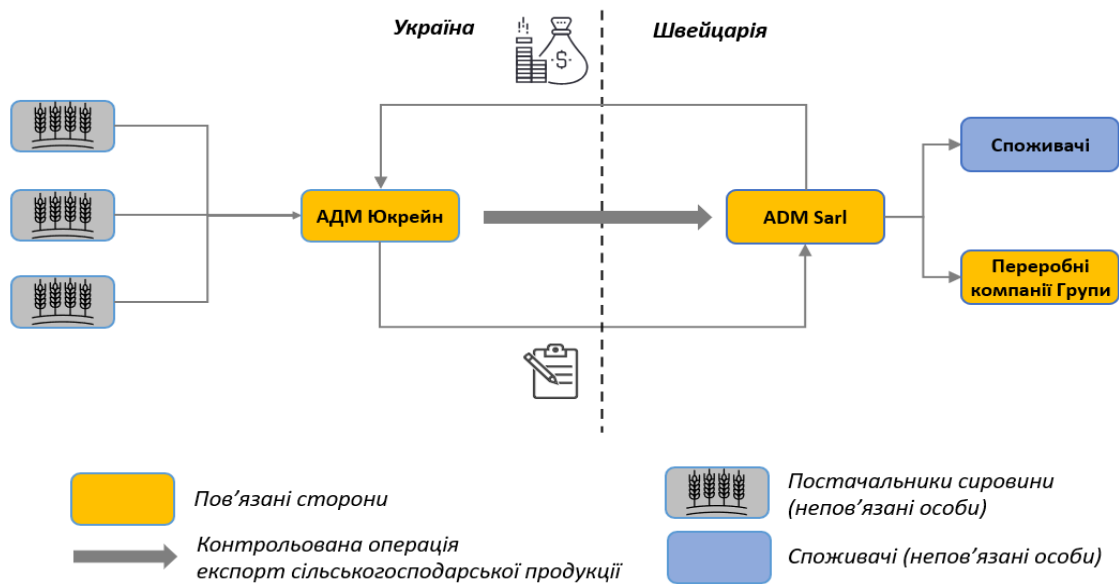 Україна
Швейцарія
$
АДМ Юкрейн
ADM Sarl
Споживачі
Переробні
компанії Групи
Пов’язані сторони
Контрольована операція
експорт сільськогосподарської продукції
Постачальники сировини
(непов’язані особи)
Споживачі (непов’язані особи)